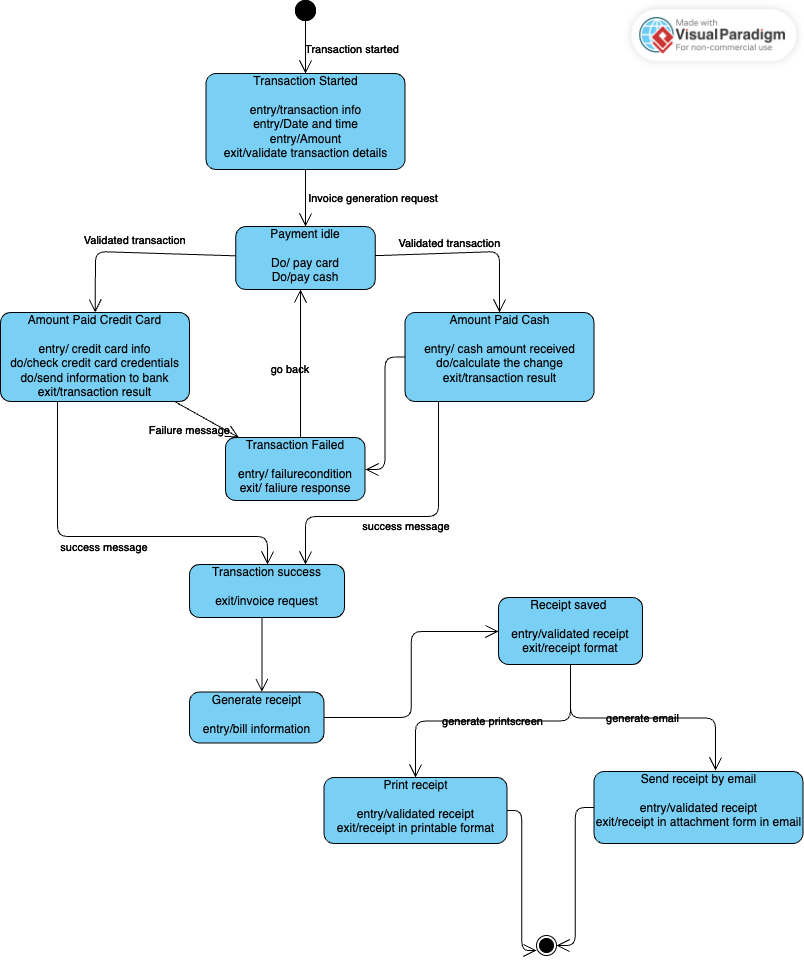 Made with
Visual Paradigm
For non-commercial use
Transaction started
Transaction Started
entry/transaction info
entry/Date and time
entry/Amount
exit/validate transaction details
Invoice generation request
Payment idle
Do/ pay card
Do/pay cash
Validated transaction
Validated transaction
Amount Paid Credit Card
entry/ credit card info
do/check credit card credentials
do/send information to bank
exit/transaction result
Amount Paid Cash
entry/ cash amount received
do/calculate the change
exit/transaction result
go back
Failure message
Transaction Failed
entry/ failurecondition
exit/ faliure response
success message
success message
Transaction success
exit/invoice request
Receipt saved
entry/validated receipt
exit/receipt format
Generate receipt
entry/bill information
generate printscreen
generate email
Print receipt
entry/validated receipt
exit/receipt in printable format
Send receipt by email
entry/validated receipt
exit/receipt in attachment form in email